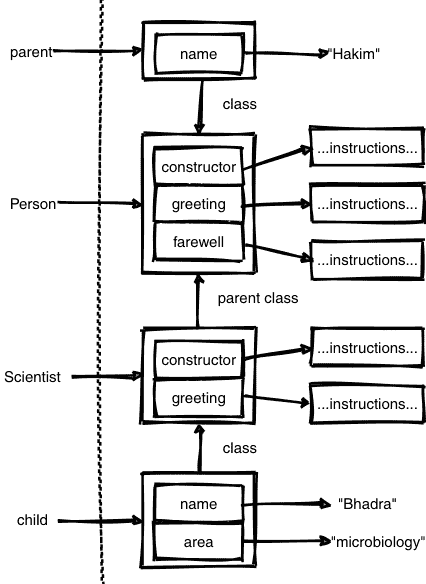 parent
name
"Hakim"
class
Person
constructor
...instructions...
greeting
...instructions...
farewell
...instructions...
parent class
Scientist
constructor
...instructions...
greeting
...instructions...
class
child
name
"Bhadra"
area
"microbiology"